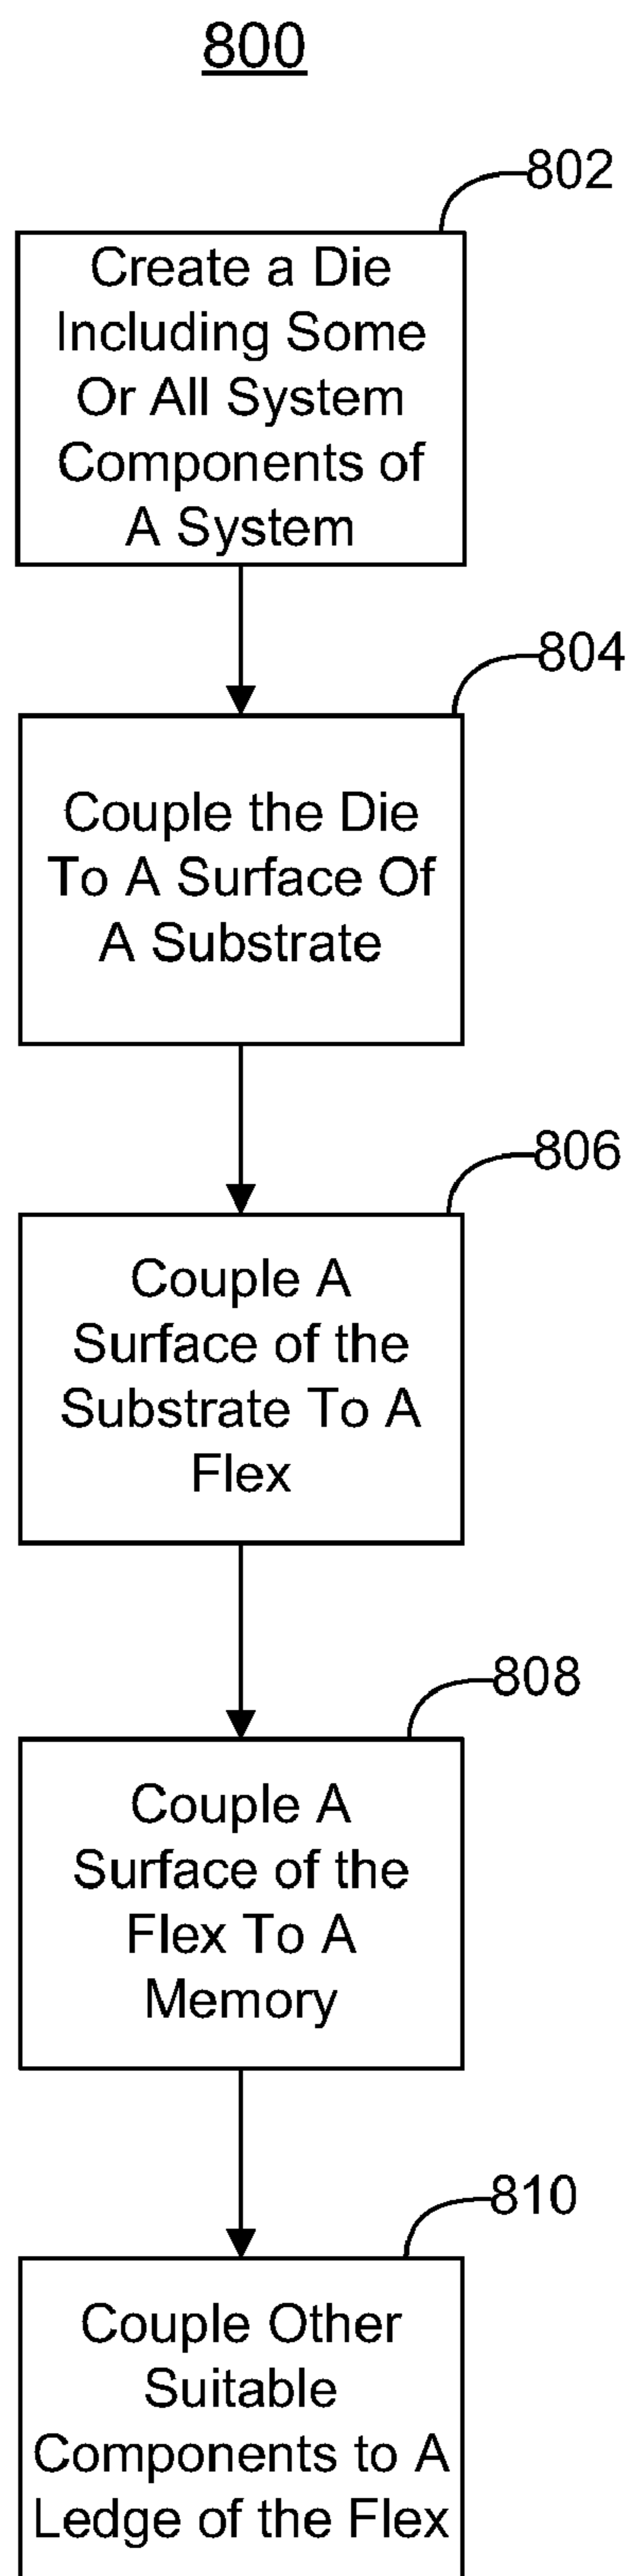 800
802
Create a Die
Including Some
Or All System
Components of
A System
804
Couple the Die
To A Surface Of
A Substrate
806
Couple A
Surface of the
Substrate To A
Flex
808
Couple A
Surface of the
Flex To A
Memory
810
Couple Other
Suitable
Components to A
Ledge of the Flex